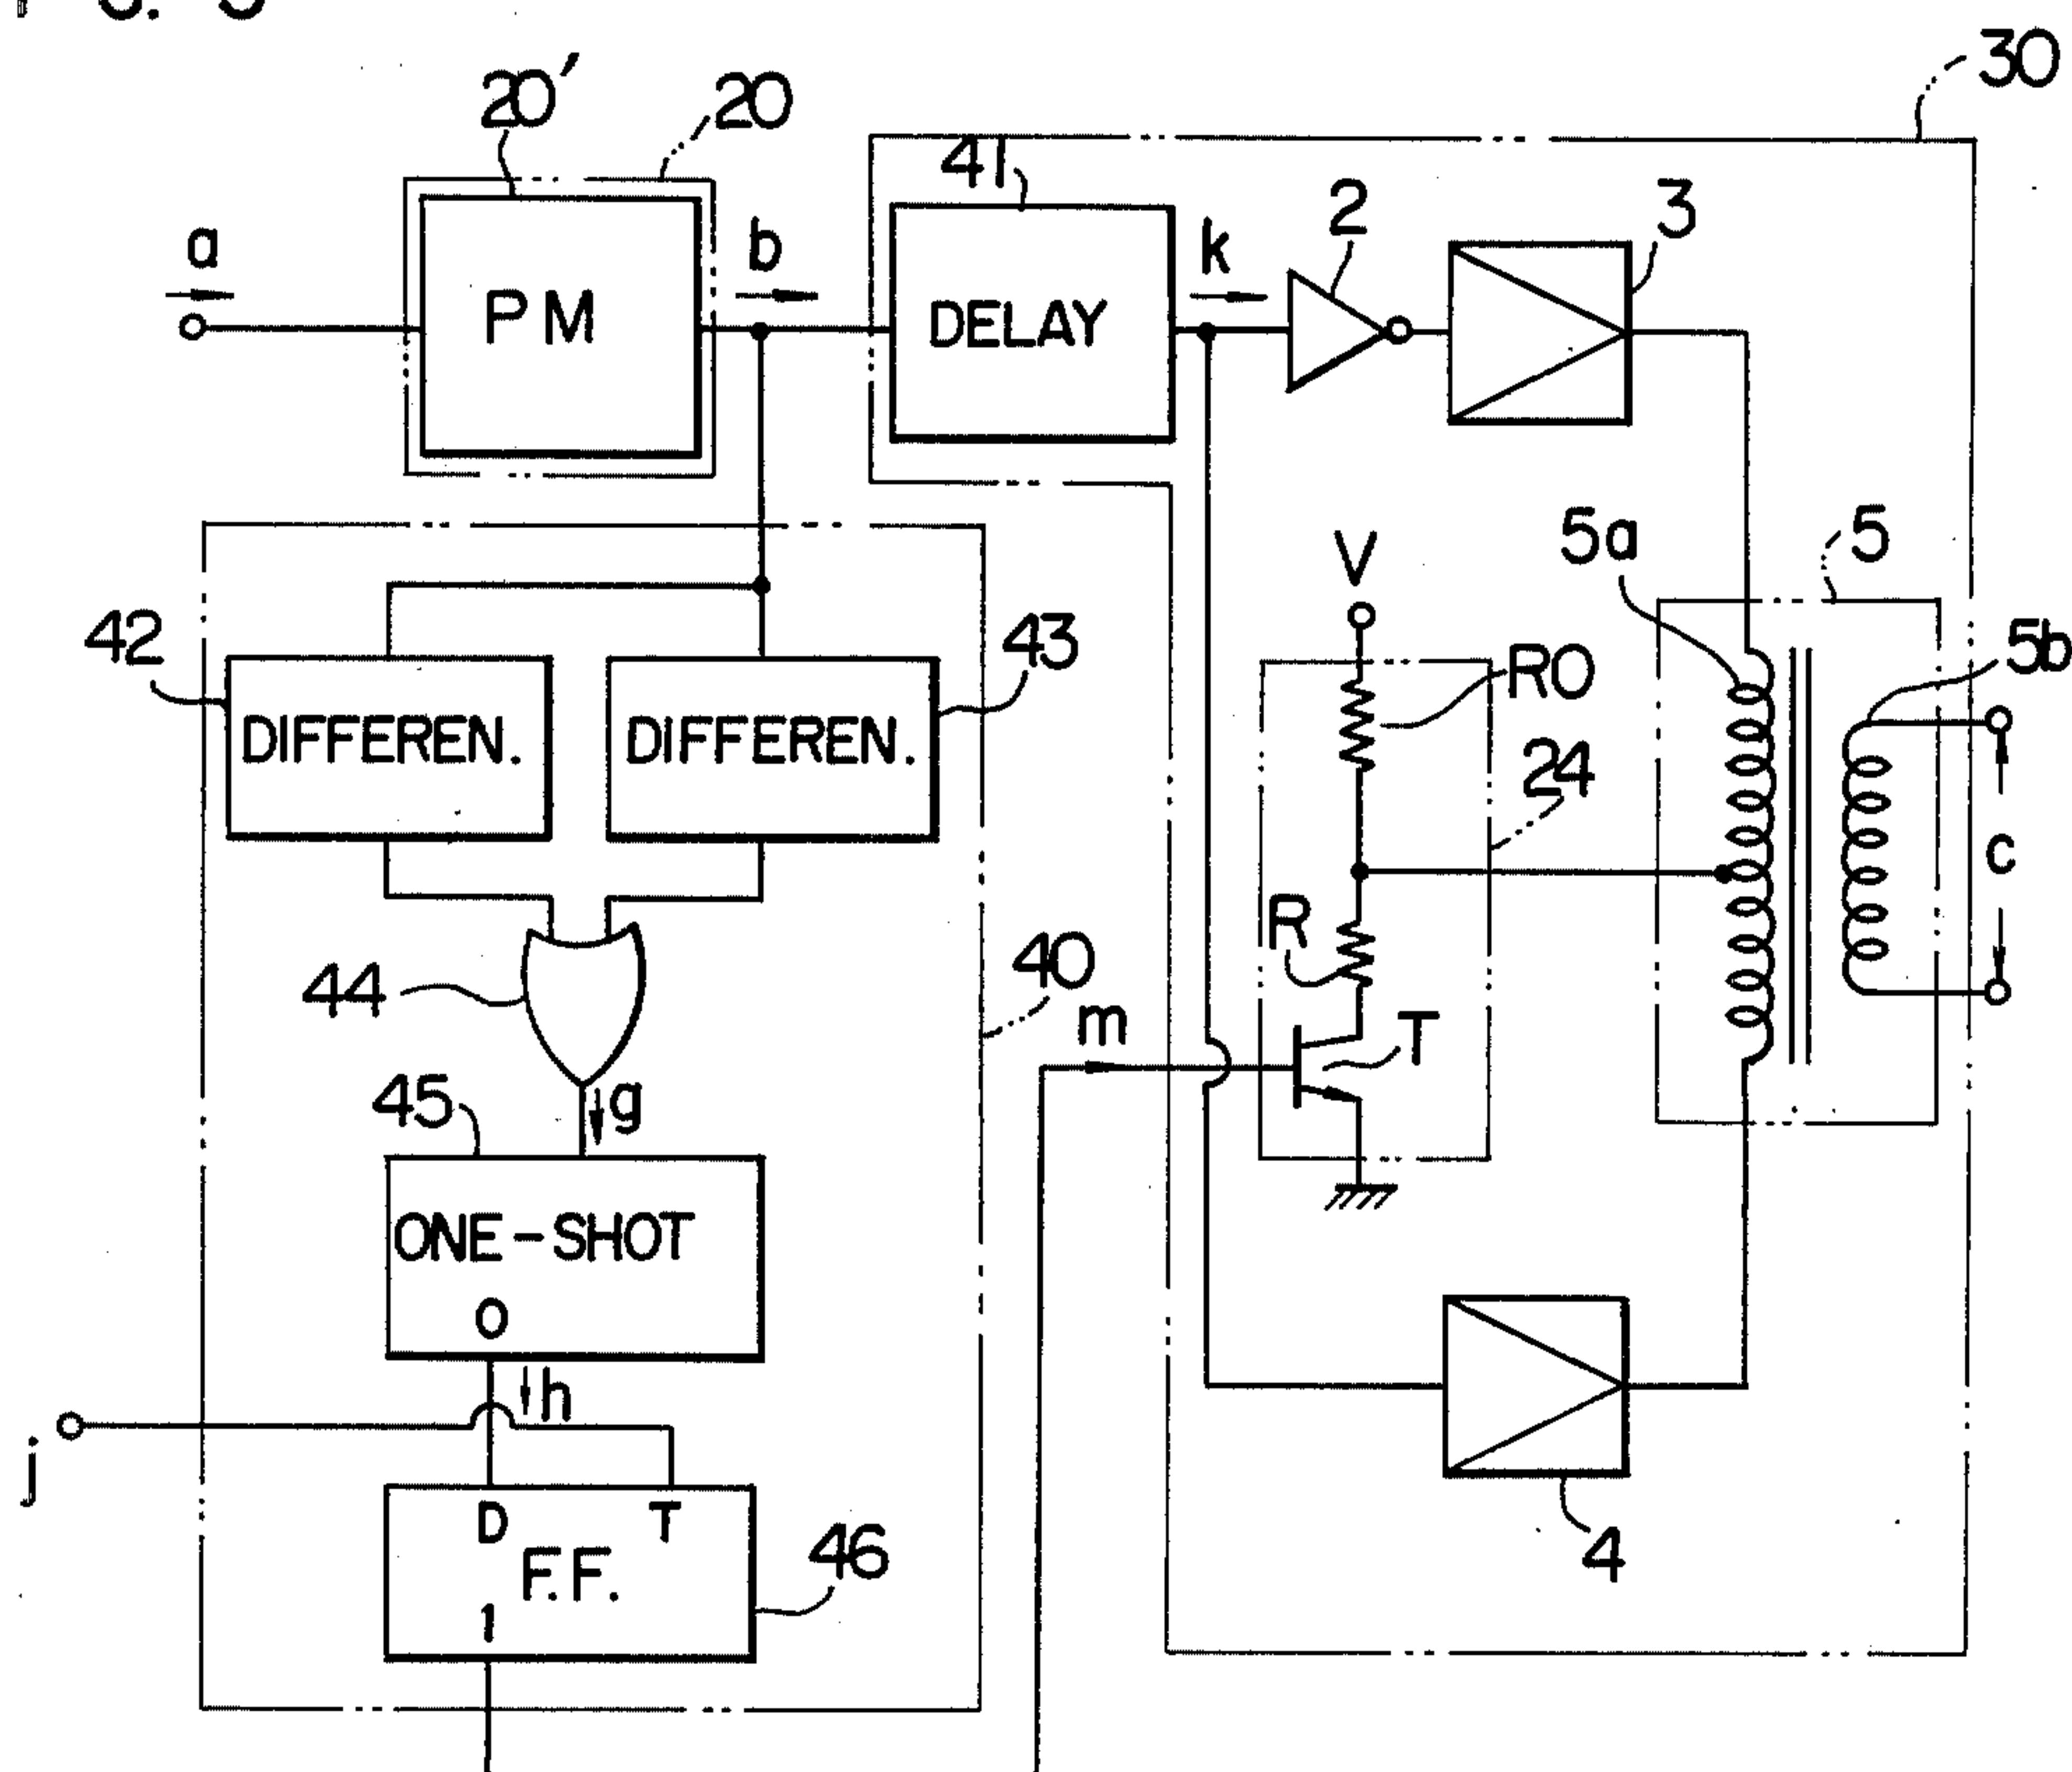 20'
20
30
41
2
3
a
b
k
PM
DELAY
V
5a
5
5b
42
43
RO
DIFFEREN.
DIFFEREN.
24
c
R
44
40
m
T
45
g
ONE-SHOT
O
h
j
D
T
F.F.
46
1
4